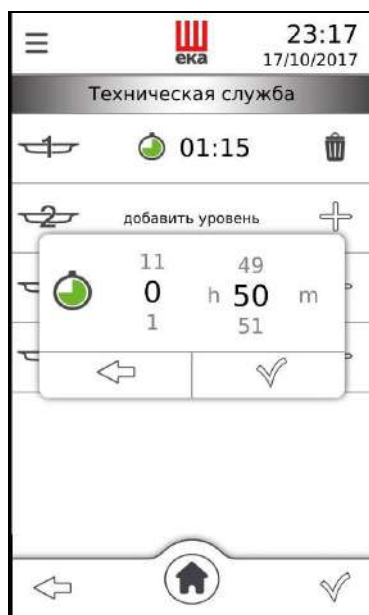 23:17
ека
17/10/2017
Техническая служба
1 01:15
2 добавить уровень
11 49
0 h 50 m
1 51